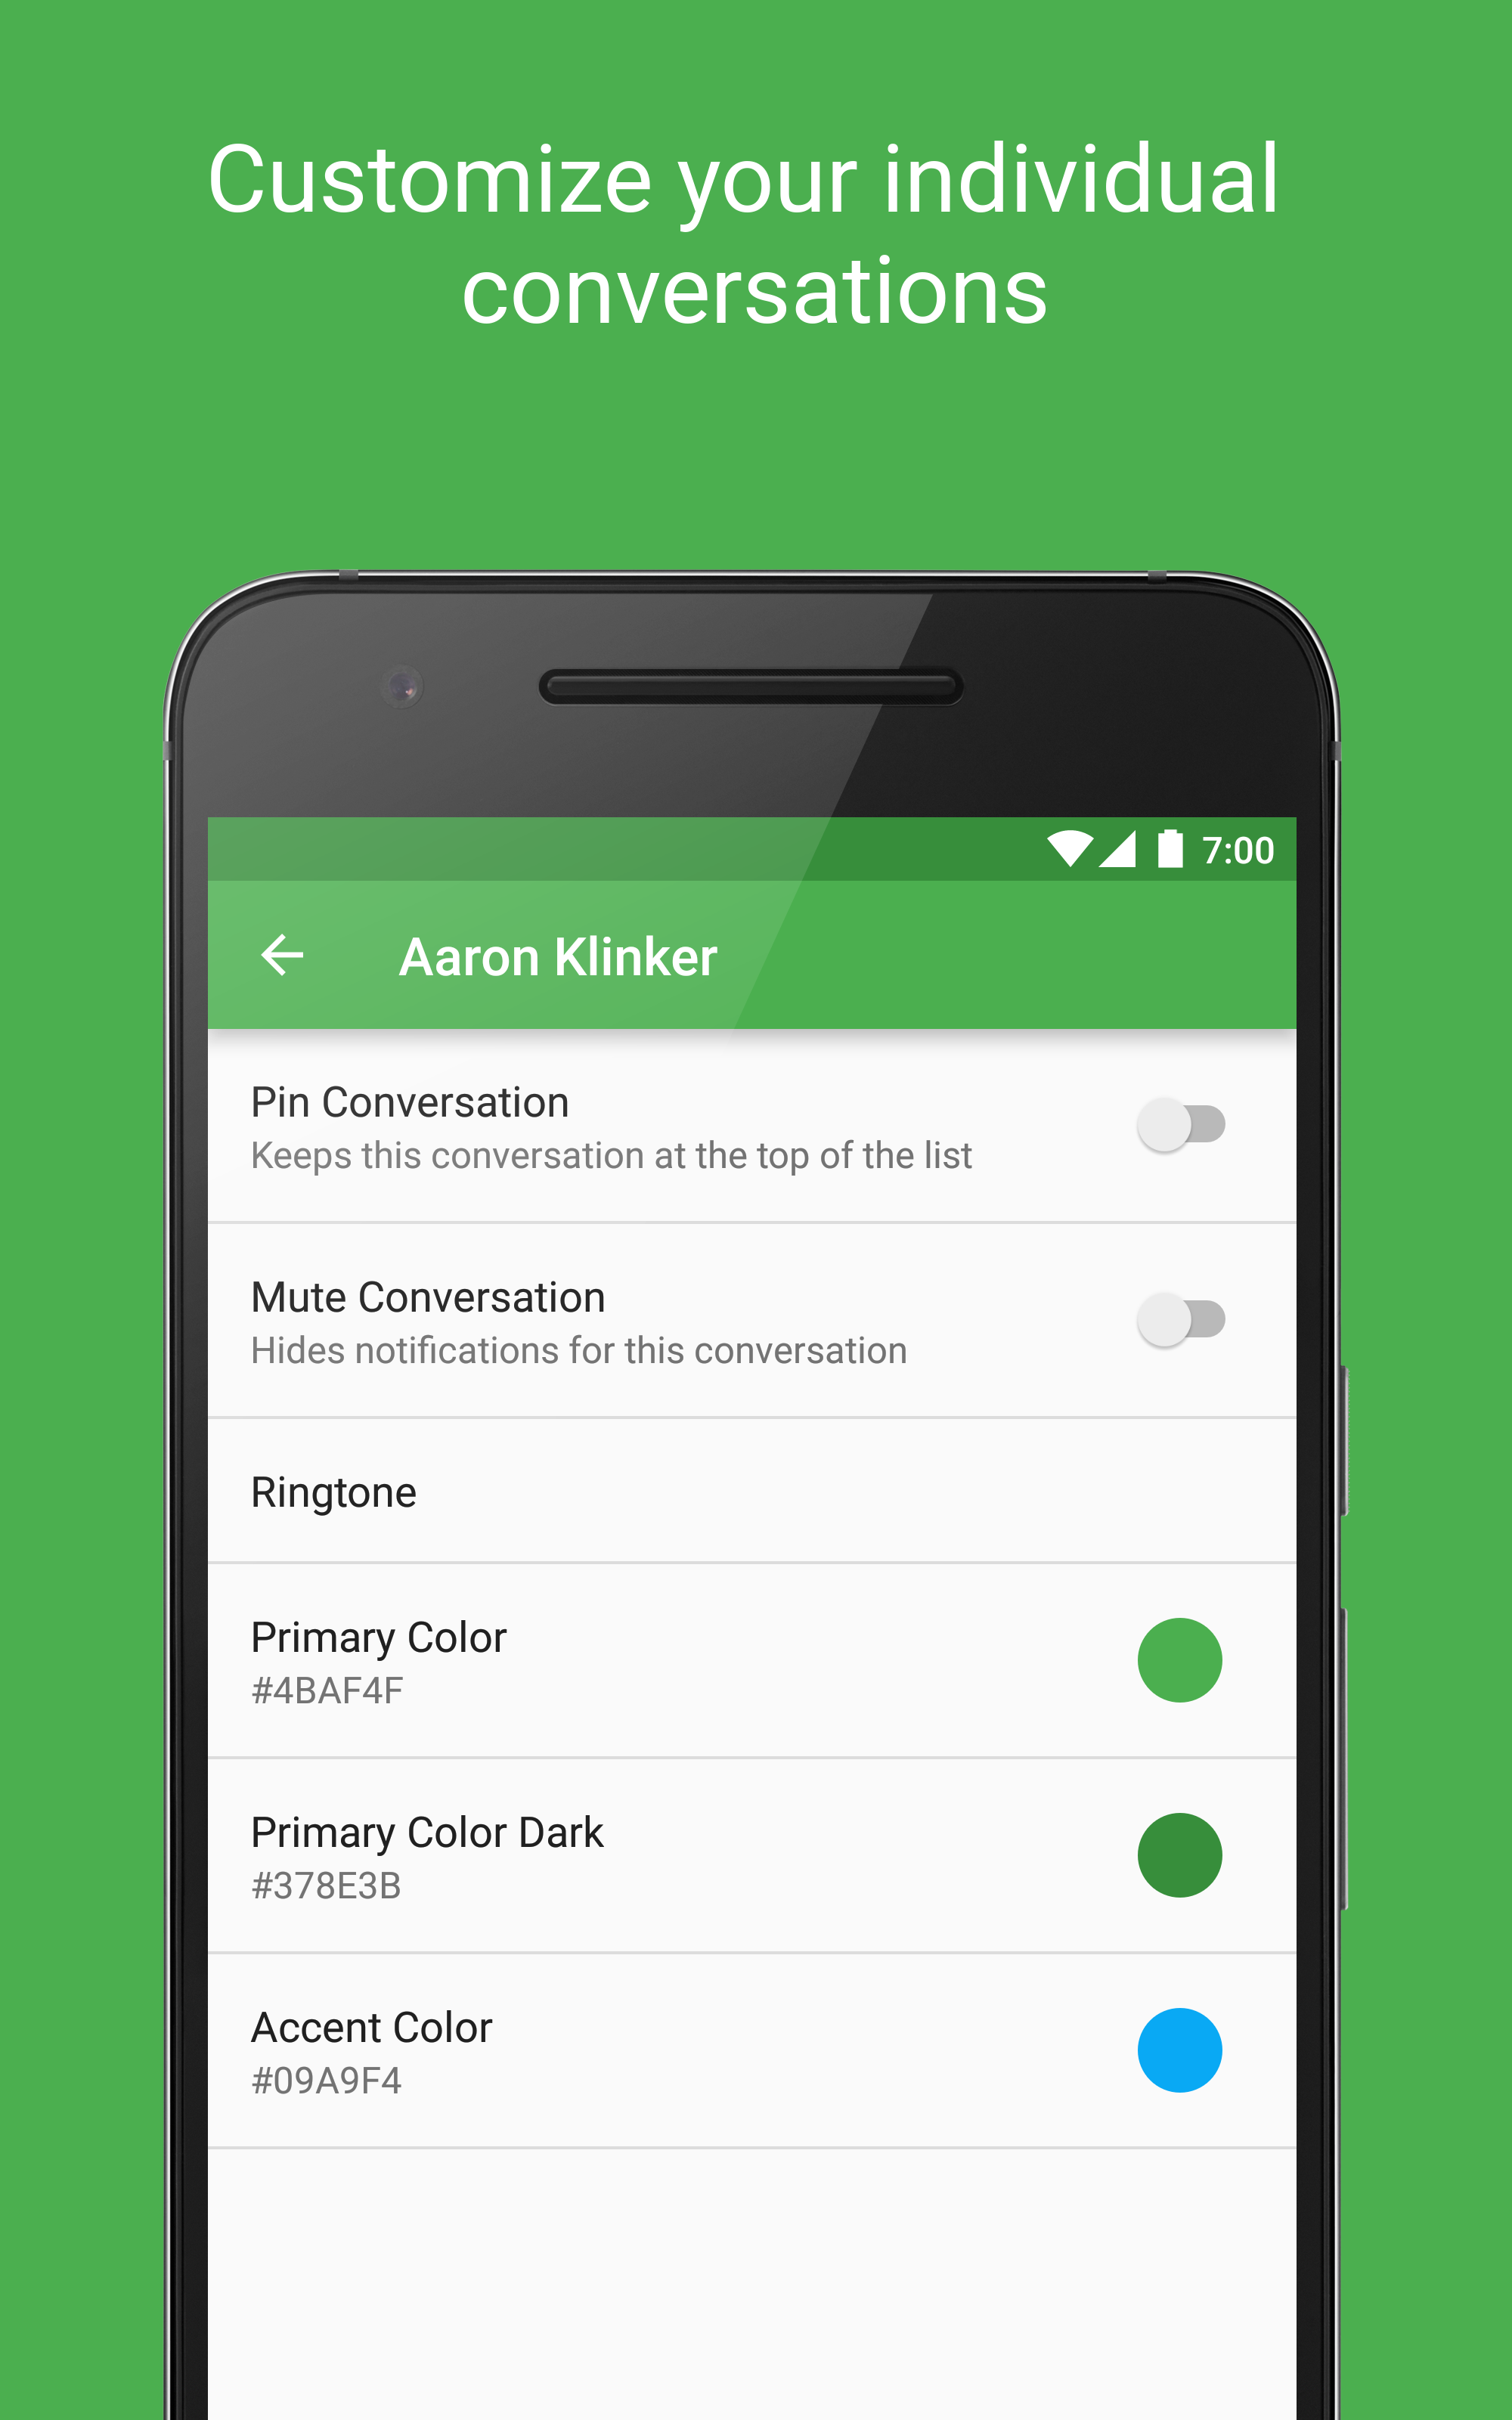 Customize your individual
conversations
7:00
Aaron Klinker
Pin Conversation
Keeps this conversation at the top of the list
Mute Conversation
Hides notifications for this conversation
Ringtone
Primary Color
#4BAF4F
Primary Color Dark
#378E3B
Accent Color
#09A9F4